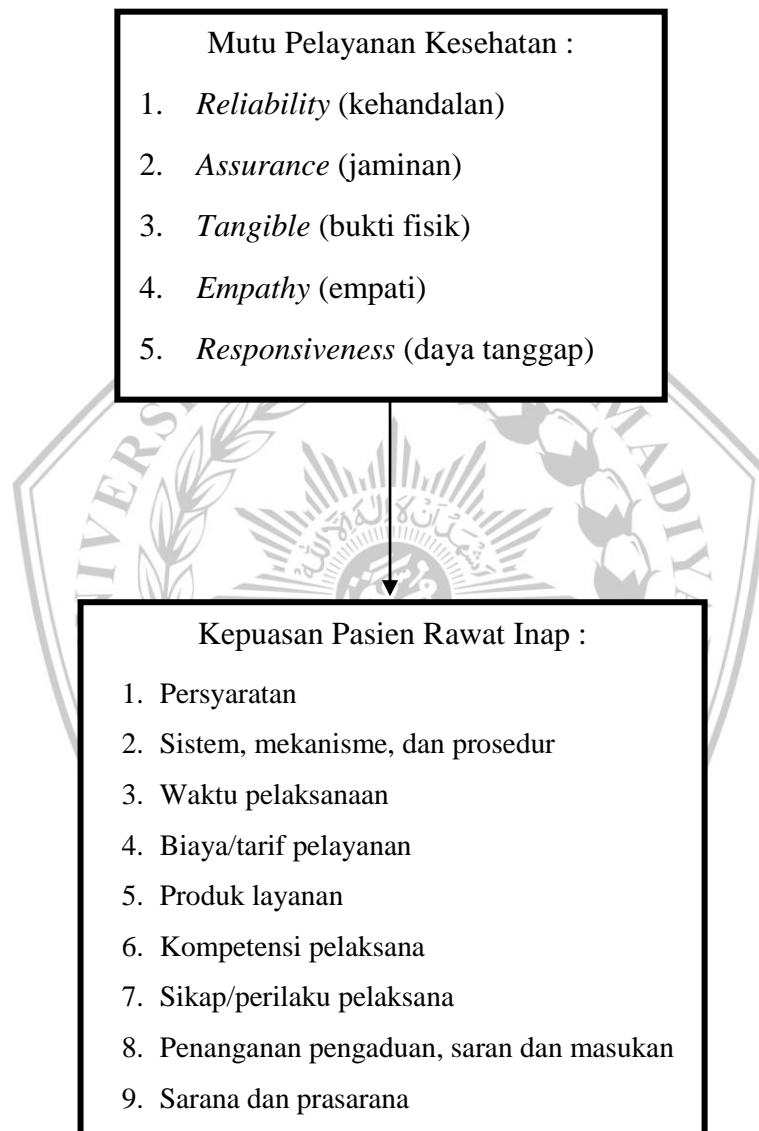 Mutu Pelayanan Kesehatan :
1. Reliability (kehandalan)
2. Assurance (jaminan)
3. Tangible (bukti fisik)
4. Empathy (empati)
5. Responsiveness (daya tanggap)
Kepuasan Pasien Rawat Inap :
1. Persyaratan
2. Sistem, mekanisme, dan prosedur
3. Waktu pelaksanaan
4. Biaya/tarif pelayanan
5. Produk layanan
6. Kompetensi pelaksana
7. Sikap/perilaku pelaksana
8. Penanganan pengaduan, saran dan masukan
9. Sarana dan prasarana